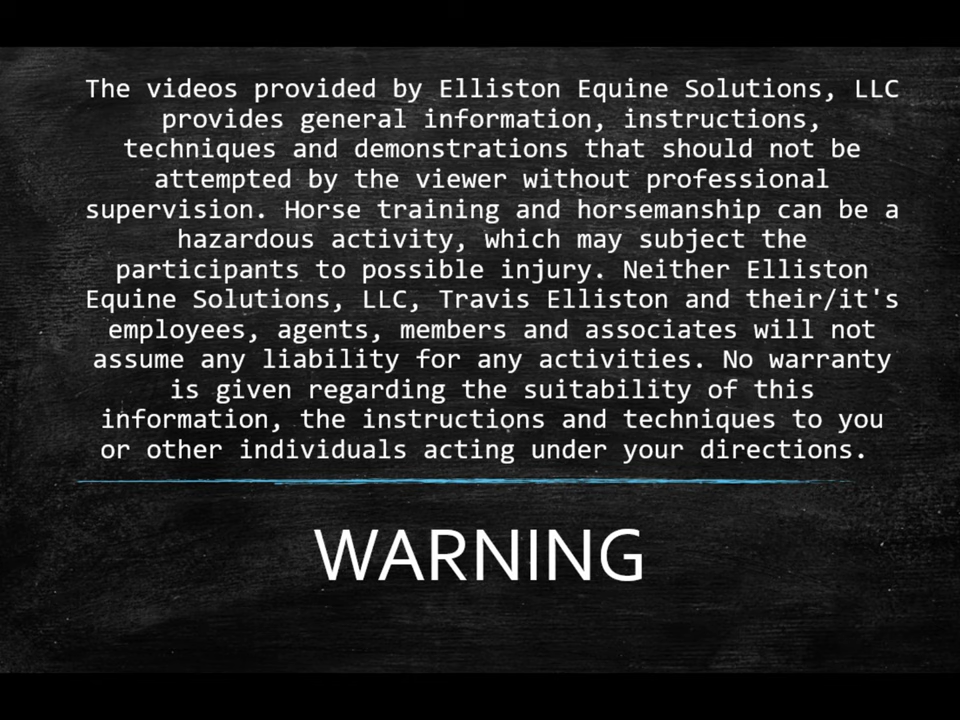 The videos provided by Elliston Equine Solutions, LLC
provides general information, instructions,
techniques and demonstrations that should not be
attempted by the viewer without professional
supervision. Horse training and horsemanship can be a
hazardous activity, which may subject the
participants to possible injury. Neither Elliston
Equine Solutions, LLC, Travis Elliston and their/it's
employees, agents, members and associates will not
assume any liability for any activities. No warranty
is given regarding the suitability of this
information, the instructions and techniques to you
or other individuals acting under your directions.
WARNING